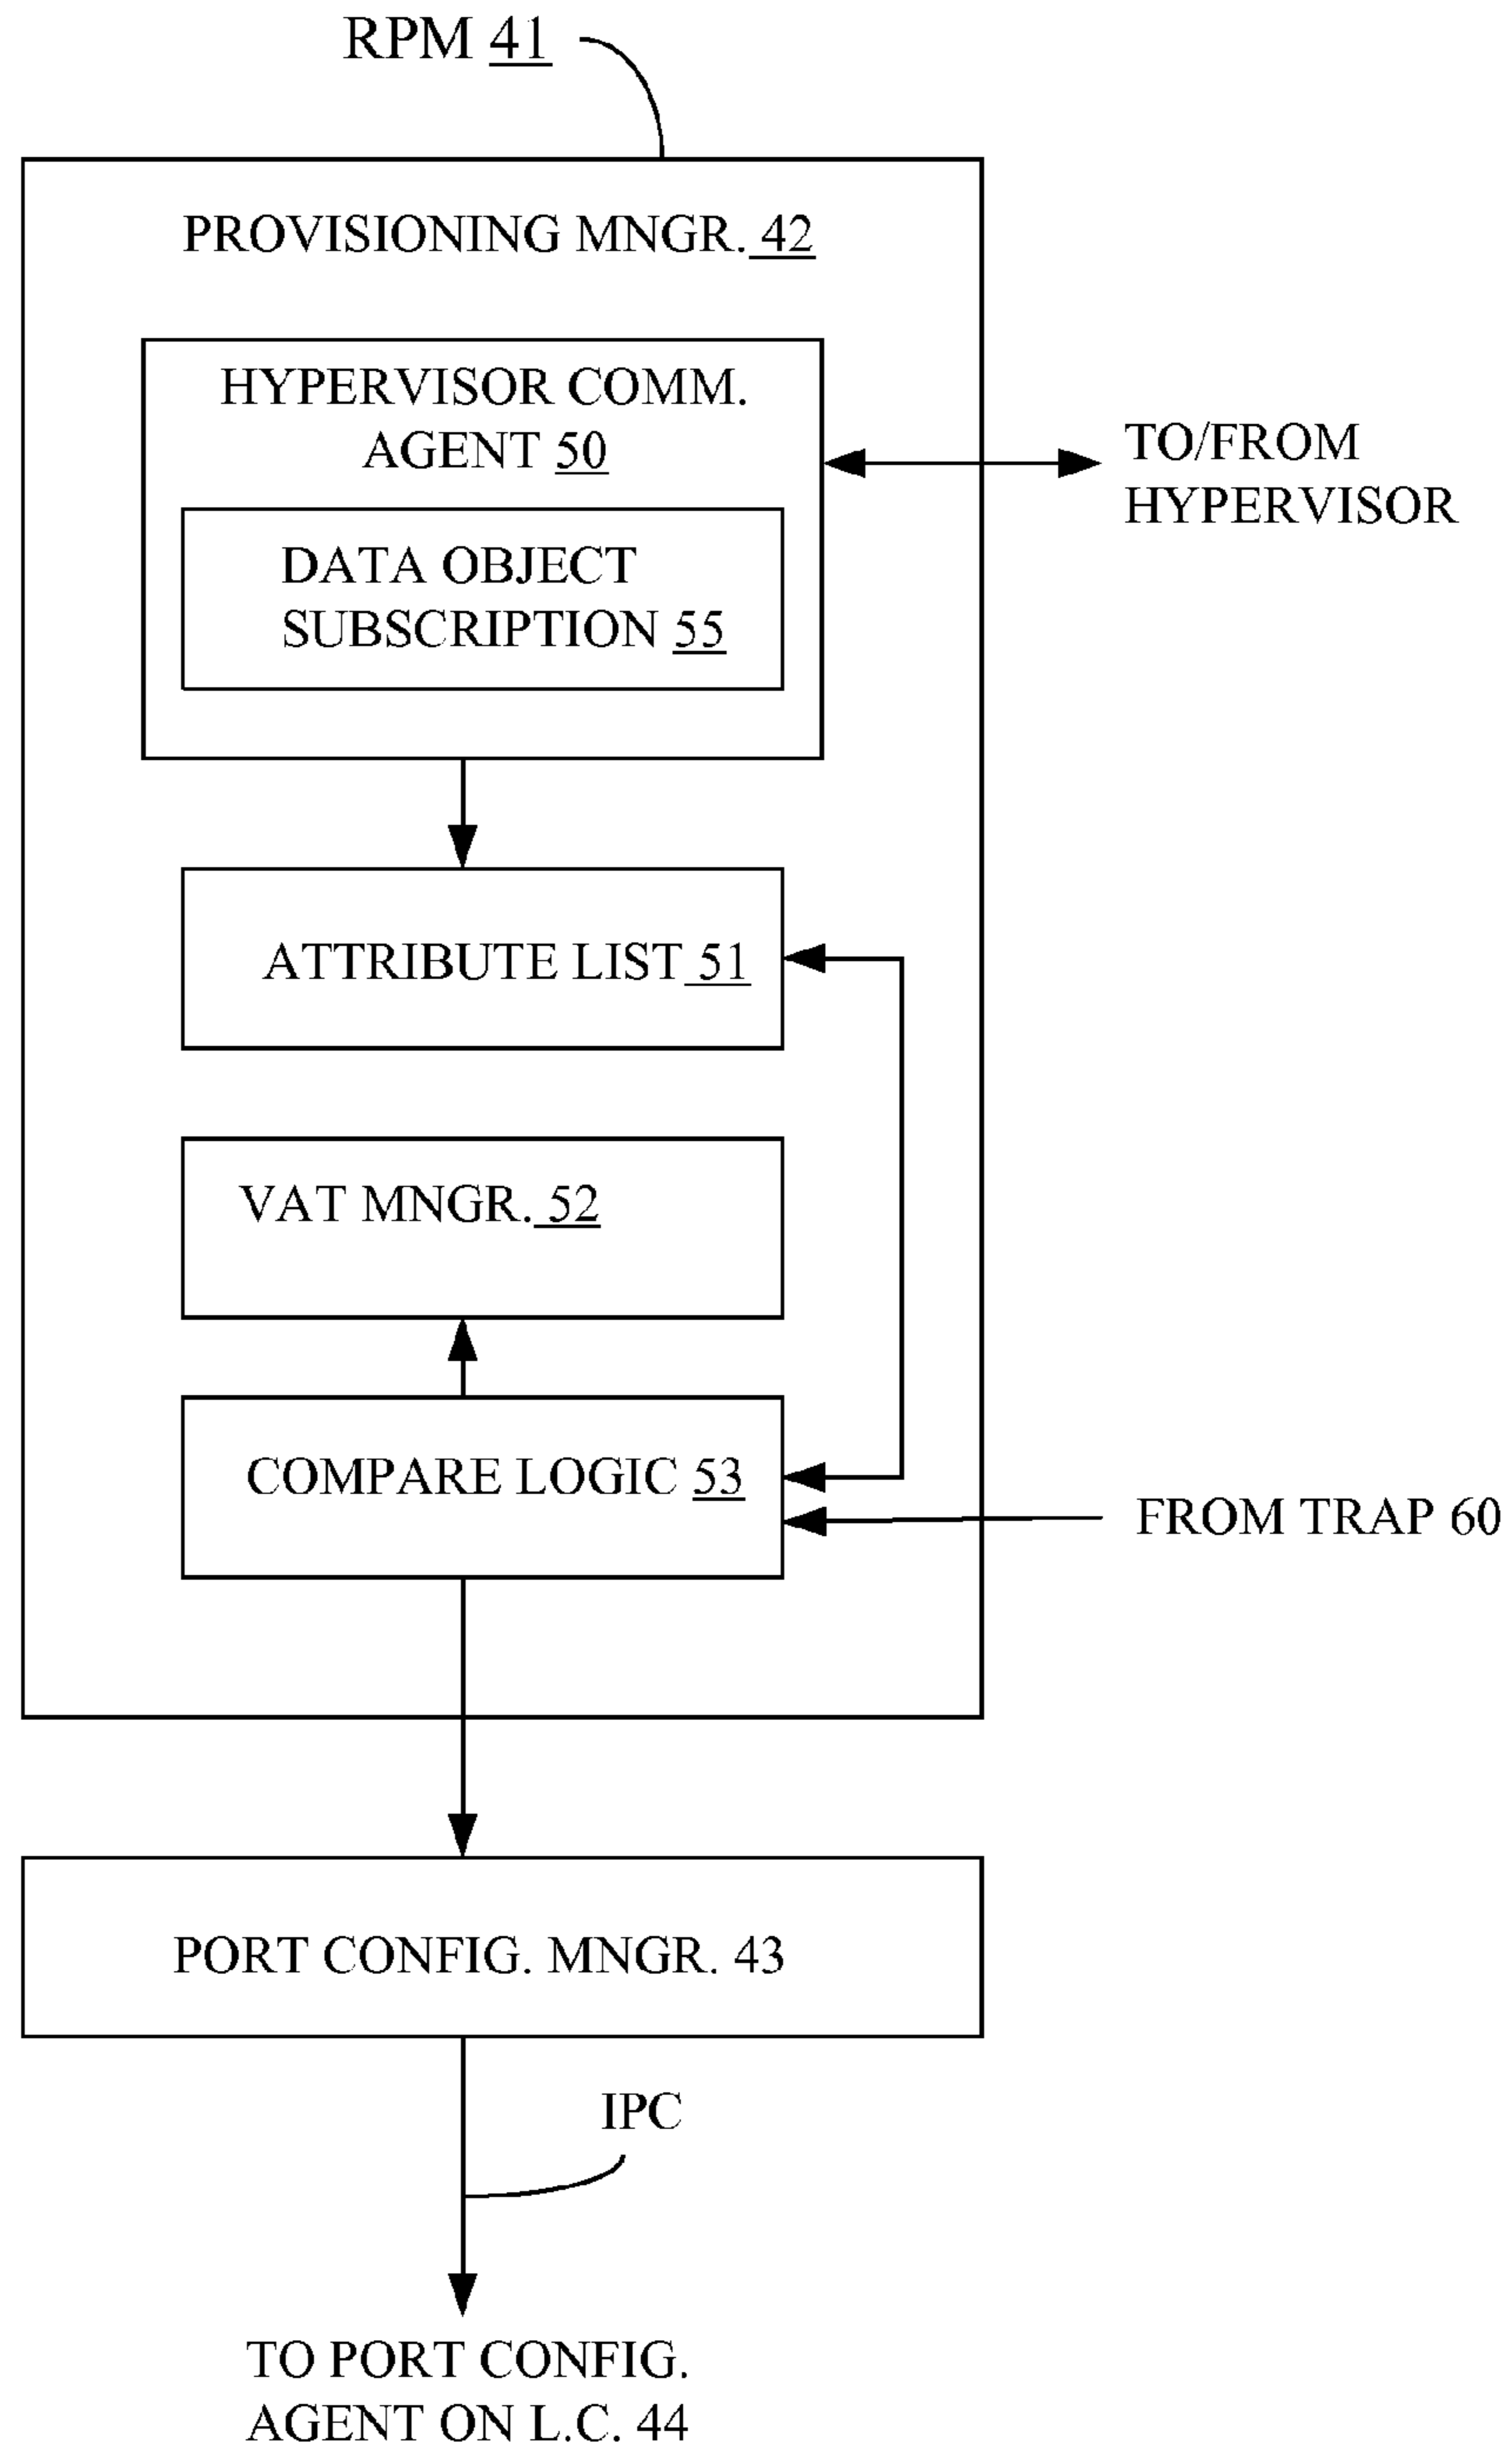 RPM 41
PROVISIONING MNGR. 42
HYPERVISOR COMM.
AGENT 50
TO/FROM
HYPERVISOR
DATA OBJECT
SUBSCRIPTION 55
ATTRIBUTE LIST 51
VAT MNGR. 52
COMPARE LOGIC 53
FROM TRAP 60
PORT CONFIG. MNGR. 43
IPC
TO PORT CONFIG.
AGENT ON L.C. 44